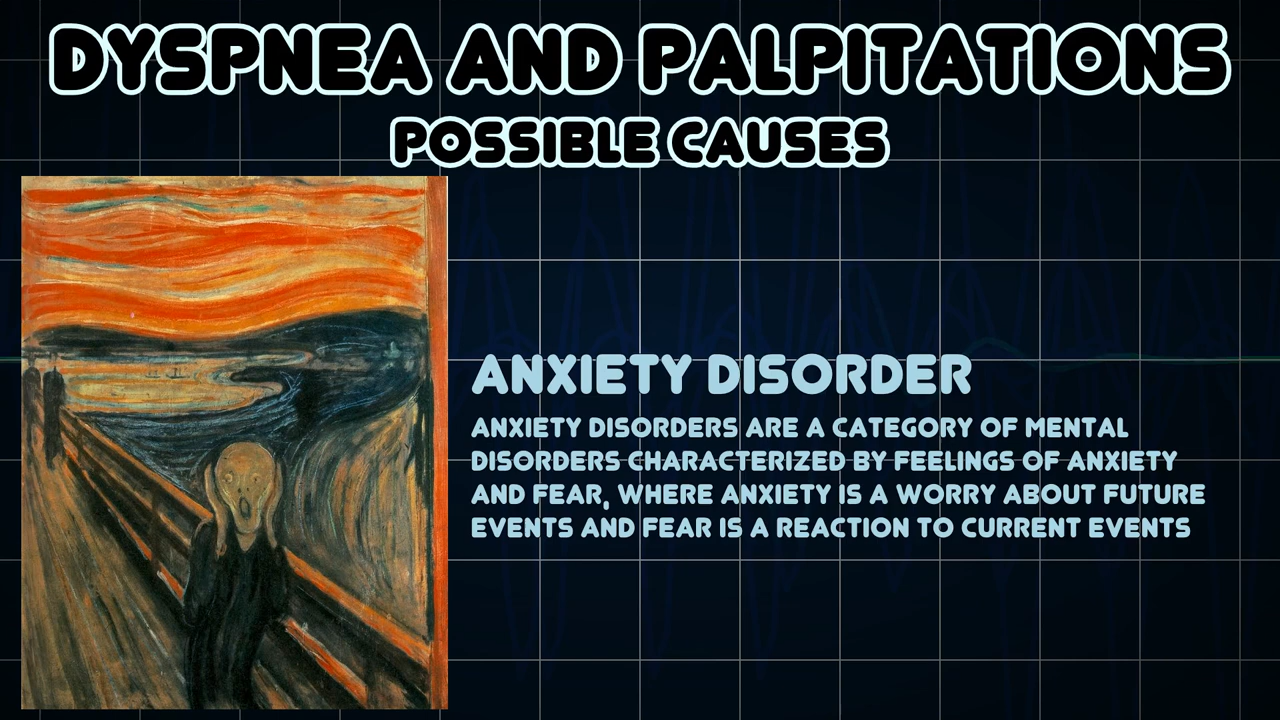 DYSPNEA AND PALPITATIONS
POSSIBLE CAUSES
ANXIETY DISORDER
ANXIETY DISORDERS ARE A CATEGORY OF MENTAL
DISORDERS CHARACTERIZED BY FEELINGS OF ANXIETY
AND FEAR, WHERE ANXIETY IS A WORRY ABOUT FUTURE
EVENTS AND FEAR IS A REACTION TO CURRENT EVENTS